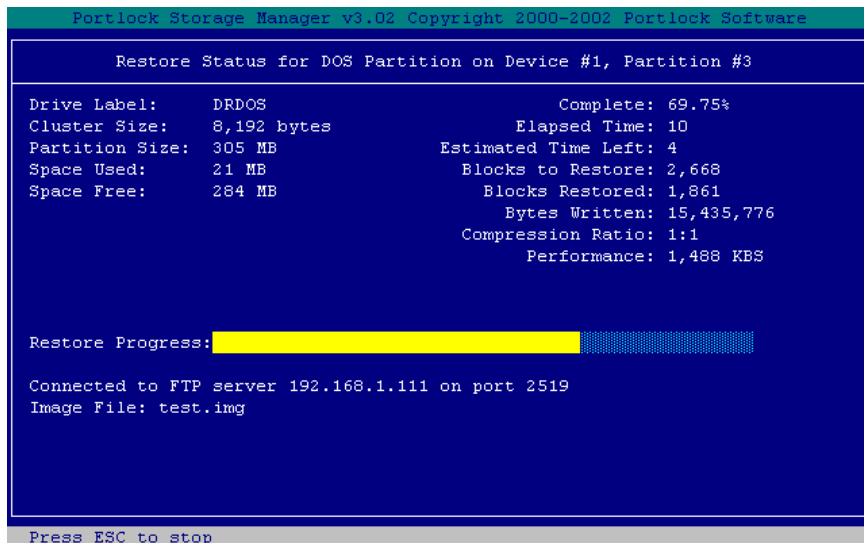 Portlock Storage Manager v3.02 Copyright 2000-2002 Portlock Software
Restore Status for DOS Partition on Device #1, Partition #3
Drive Label: DRDOS Complete: 69.75%
Cluster Size: 8,192 bytes Elapsed Time: 10
Partition Size: 305 MB Estimated Time Left: 4
Space Used: 21 MB Blocks to Restore: 2,668
Space Free: 284 MB Blocks Restored: 1,861
Bytes Written: 15,435,776
Compression Ratio: 1:1
Performance: 1,488 KBS
Restore Progress:
Connected to FTP server 192.168.1.111 on port 2519
Image File: test.img
Press ESC to stop